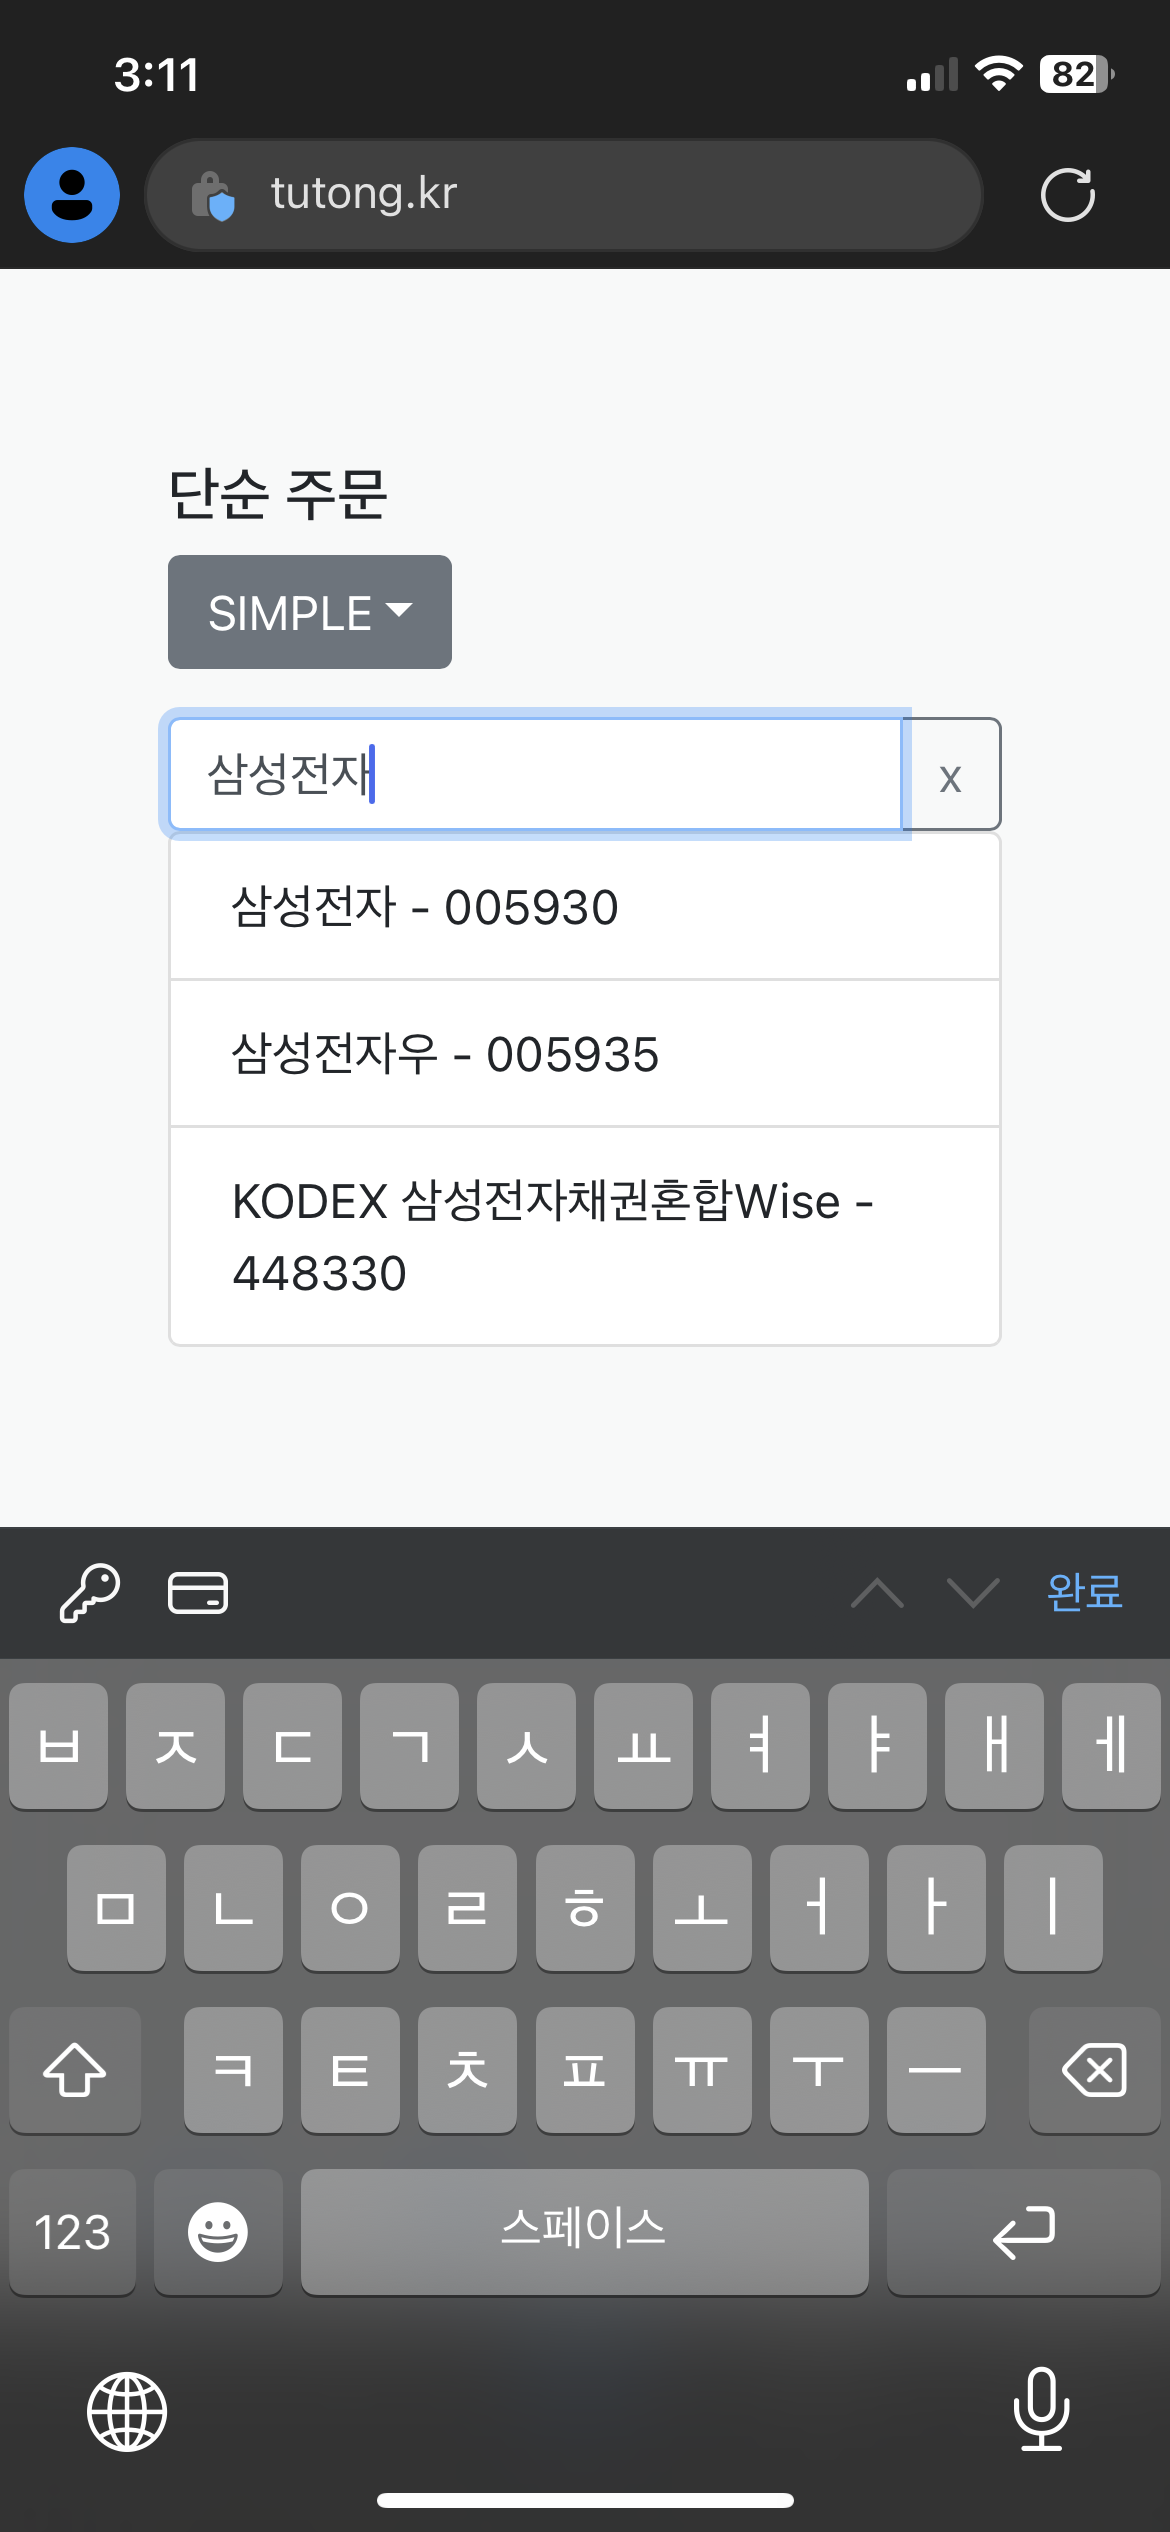 3:11
82
tutong.kr
단순 주문
SIMPLE
삼성전자
x
삼성전자 - 005930
삼성전자우 - 005935
KODEX 삼성전자채권혼합Wise -
448330
완료
ㅂ ㅈ ㄷ ㄱ ㅅ ㅛ ㅕ ㅑ ㅐ ㅔ
ㅁ ㄴ ㅇ ㄹ ㅎ ㅗ ㅓ ㅏ ㅣ
ㅋ ㅌ ㅊ ㅍ ㅠ ㅜ ㅡ
123 스페이스